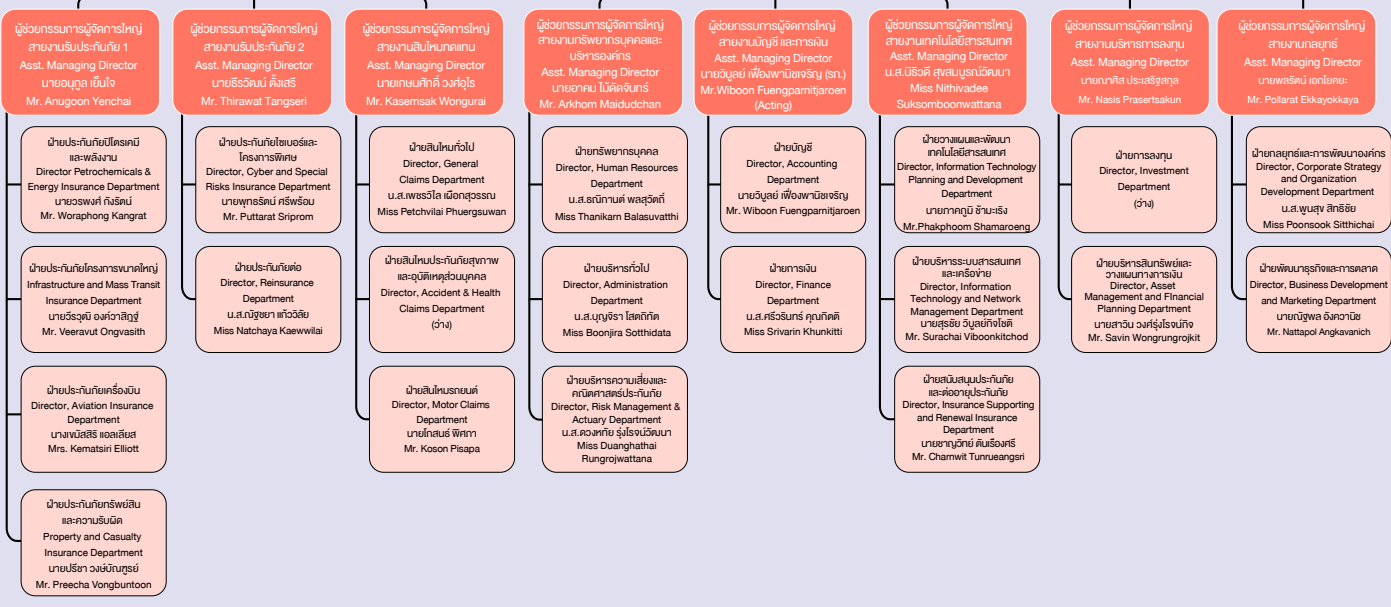 ผู้ช่วยกรรมการผู้จัดการใหญ่
สายงานรับประกันภัย 1
Asst. Managing Director
นายอนุกูล เย็นใจ
Mr. Anugoon Yenchai
ฝ่ายประกันภัยปิโตรเคมี
และพลังงาน
Director Petrochemicals &
Energy Insurance Department
นายวรพงศ์ กังรัตน์
Mr. Woraphong Kangrat
ฝ่ายประกันภัยโครงการขนาดใหญ่
Infrastructure and Mass Transit
Insurance Department
นายวีรวุฒิ องค์วาสิฏฐ์
Mr. Veeravut Ongvasith
ฝ่ายประกันภัยเครื่องบิน
Director, Aviation Insurance
Department
นางเขมัสสิริ แอลเลียส
Mrs. Kematsiri Elliott
ฝ่ายประกันภัยทรัพย์สิน
และความรับผิด
Property and Casualty
Insurance Department
นายปรีชา วงษ์บัณฑูรย์
Mr. Preecha Vongbuntoon
ผู้ช่วยกรรมการผู้จัดการใหญ่
สายงานรับประกันภัย 2
Asst. Managing Director
นายธีรวัฒน์ ตั้งเสรี
Mr. Thirawat Tangseri
ฝ่ายประกันภัยไซเบอร์และ
โครงการพิเศษ
Director, Cyber and Special
Risks Insurance Department
นายพุทธรัตน์ ศรีพร้อม
Mr. Puttarat Sriprom
ฝ่ายประกันภัยต่อ
Director, Reinsurance
Department
น.ส.ณัฐชยา แก้ววิลัย
Miss Natchaya Kaewwilai
ผู้ช่วยกรรมการผู้จัดการใหญ่
สายงานสินไหมทดแทน
Asst. Managing Director
นายเกษมศักดิ์ วงศ์อุไร
Mr. Kasemsak Wongurai
ฝ่ายสินไหมทั่วไป
Director, General
Claims Department
น.ส.เพชรวิไล เผือกสุวรรณ
Miss Petchvilai Phuergsuwan
ฝ่ายสินไหมประกันภัยสุขภาพ
และอุบัติเหตุส่วนบุคคล
Director, Accident & Health
Claims Department
(ว่าง)
ฝ่ายสินไหมรถยนต์
Director, Motor Claims
Department
นายโกสนธ์ พิศภา
Mr. Koson Pisapa
ผู้ช่วยกรรมการผู้จัดการใหญ่
สายงานทรัพยากรบุคคลและ
บริหารองค์กร
Asst. Managing Director
นายอาคม ไม้ดัดจันทร์
Mr. Arkhom Maidudchan
ฝ่ายทรัพยากรบุคคล
Director, Human Resources
Department
น.ส.ธณิกานต์ พลสุวัตถิ์
Miss Thanikarn Balasuvatthi
ฝ่ายบริหารทั่วไป
Director, Administration
Department
น.ส.บุญจิรา โสตถิทัต
Miss Boonjira Sotthidata
ฝ่ายบริหารความเสี่ยงและ
คณิตศาสตร์ประกันภัย
Director, Risk Management &
Actuary Department
น.ส.ดวงหทัย รุ่งโรจน์วัฒนา
Miss Duanghathai
Rungrojwattana
ผู้ช่วยกรรมการผู้จัดการใหญ่
สายงานบัญชี และการเงิน
Asst. Managing Director
นายวิบูลย์ เฟื่องพานิชเจริญ (รก.)
Mr.Wiboon Fuengparnitjaroen
(Acting)
ฝ่ายบัญชี
Director, Accounting
Department
นายวิบูลย์ เฟื่องพานิชเจริญ
Mr. Wiboon Fuengparnitjaroen
ฝ่ายการเงิน
Director, Finance
Department
น.ส.ศรีวรินทร์ คุณกิตติ
Miss Srivarin Khunkitti
ผู้ช่วยกรรมการผู้จัดการใหญ่
สายงานเทคโนโลยีสารสนเทศ
Asst. Managing Director
น.ส.นิธิวดี สุขสมบูรณ์วัฒนา
Miss Nithivadee
Suksomboonwattana
ฝ่ายวางแผนและพัฒนา
เทคโนโลยีสารสนเทศ
Director, Information Technology
Planning and Development
Department
นายภาคภูมิ ช้ามะเริง
Mr.Phakphoom Shamaroeng
ฝ่ายบริหารระบบสารสนเทศ
และเครือข่าย
Director, Information
Technology and Network
Management Department
นายสุรชัย วิบูลย์กิจโชติ
Mr. Surachai Viboonkitchod
ฝ่ายสนับสนุนประกันภัย
และต่ออายุประกันภัย
Director, Insurance Supporting
and Renewal Insurance
Department
นายชาญวิทย์ ตันเรืองศรี
Mr. Charnwit Tunrueangsri
ผู้ช่วยกรรมการผู้จัดการใหญ่
สายงานบริหารการลงทุน
Asst. Managing Director
นายณาศิส ประเสริฐสกุล
Mr. Nasis Prasertsakun
ฝ่ายการลงทุน
Director, Investment
Department
(ว่าง)
ฝ่ายบริหารสินทรัพย์และ
วางแผนทางการเงิน
Director, Asset
Management and FInancial
Planning Department
นายสาวิน วงศ์รุ่งโรจน์กิจ
Mr. Savin Wongrungrojkit
ผู้ช่วยกรรมการผู้จัดการใหญ่
สายงานกลยุทธ์
Asst. Managing Director
นายพลรัตน์ เอกโยคยะ
Mr. Pollarat Ekkayokkaya
ฝ่ายกลยุทธ์และการพัฒนาองค์กร
Director, Corporate Strategy
and Organization
Development Department
น.ส.พูนสุข สิทธิชัย
Miss Poonsook Sitthichai
ฝ่ายพัฒนาธุรกิจและการตลาด
Director, Business Development
and Marketing Department
นายณัฐพล อังควานิช
Mr. Nattapol Angkavanich